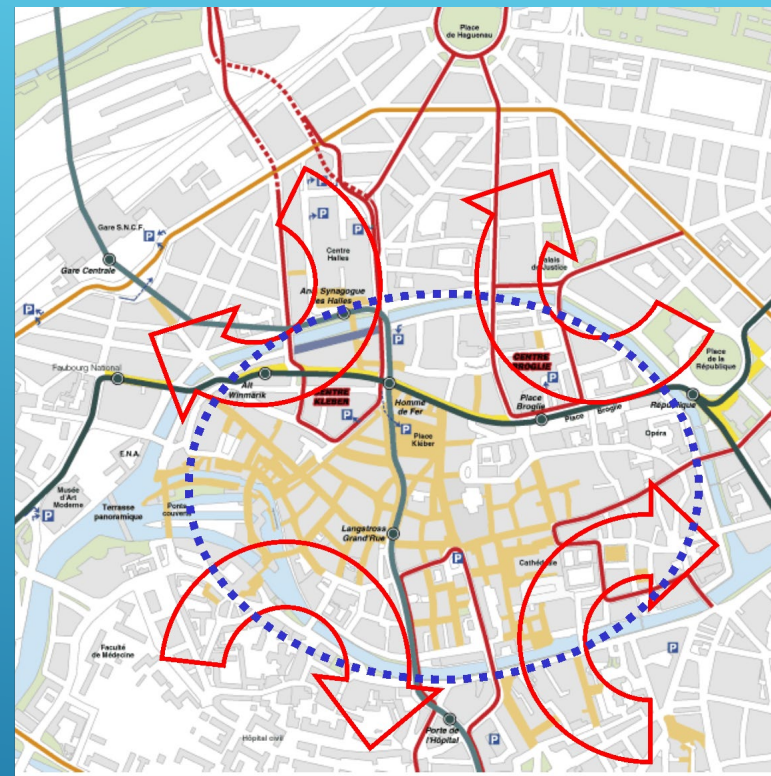 Place
de Haguenau
P
P
Gare S.N.C.F.
P
P
Centre
Halles
Gare Centrale
Palais
de Justice
Anc. Synagogue
des Halles
P
P
Place
de la
République
Faubourg National
CENTRE
BROGLIE
P
Alt
Winmärik
CENTRE
KLEBER
Homme
de Fer
Place
Broglie
Place Broglie
République
P
P
Place
Kléber
Opéra
E.N.A.
Musée
d'Art
Moderne
P
Terrasse
panoramique
Ponts
couverts
Langstross
Grand'Rue
P
Cathédrale
Faculté
de Médecine
P
Hôpital civil
Porte de
l'Hôpital
P
P